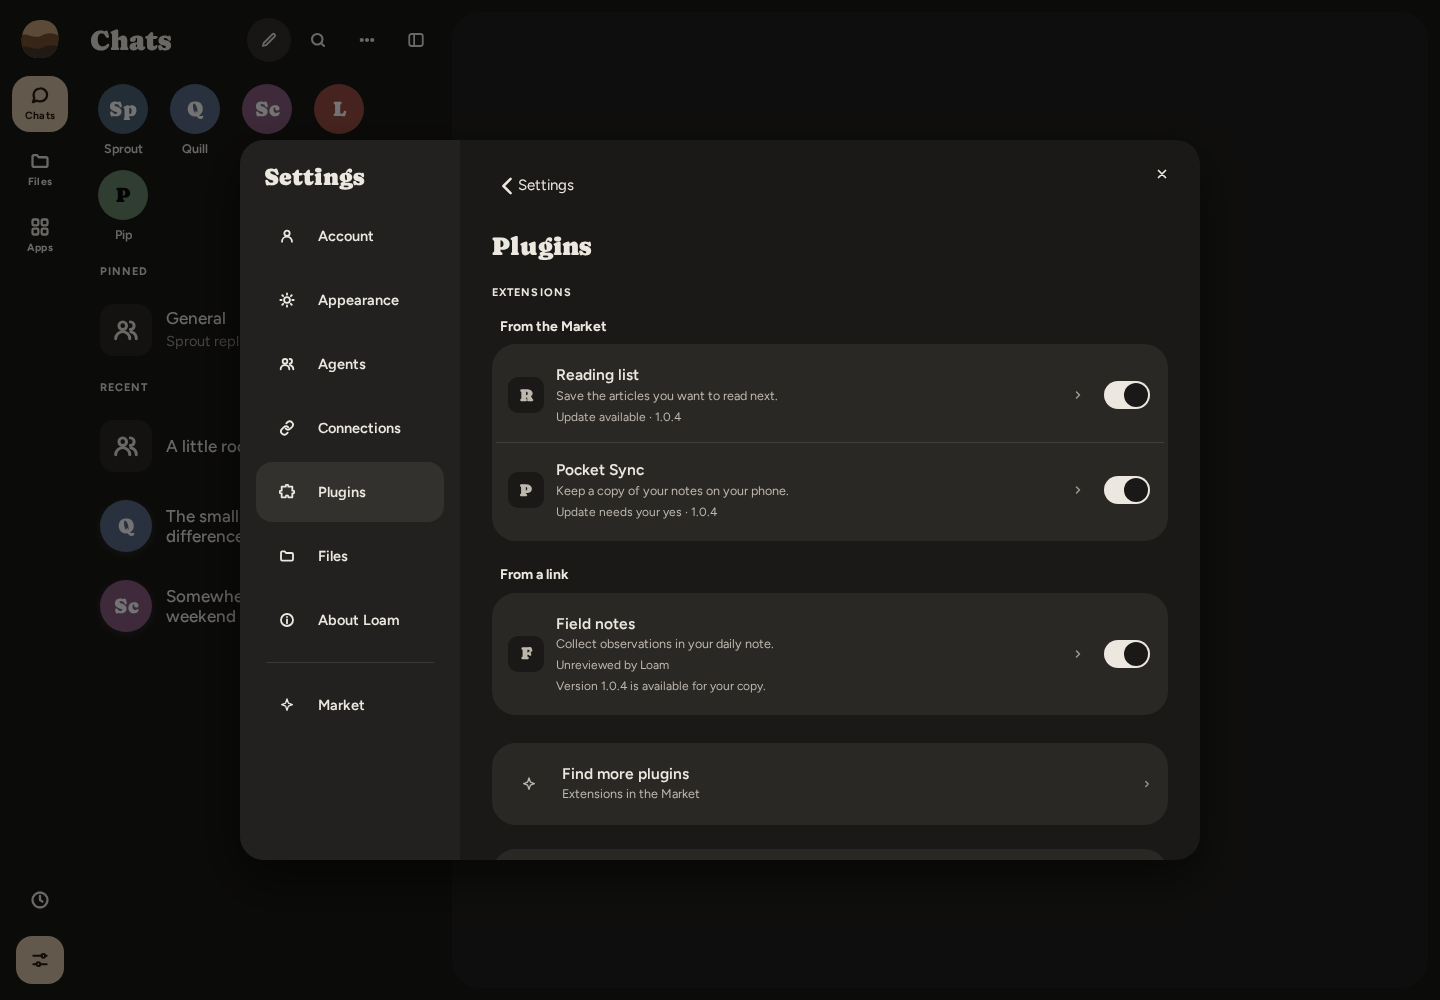 Chats
Chats
Files
Apps
Sp
Q
Sc
L
Sprout
Quill
P
Pip
PINNED
General
Sprout repl
RECENT
A little roo
Q
The small
difference
Sc
Somewhe
weekend
Settings
Account
Appearance
Agents
Connections
Plugins
Files
About Loam
Market
Settings
Plugins
EXTENSIONS
From the Market
R
Reading list
Save the articles you want to read next.
Update available · 1.0.4
P
Pocket Sync
Keep a copy of your notes on your phone.
Update needs your yes · 1.0.4
From a link
F
Field notes
Collect observations in your daily note.
Unreviewed by Loam
Version 1.0.4 is available for your copy.
Find more plugins
Extensions in the Market